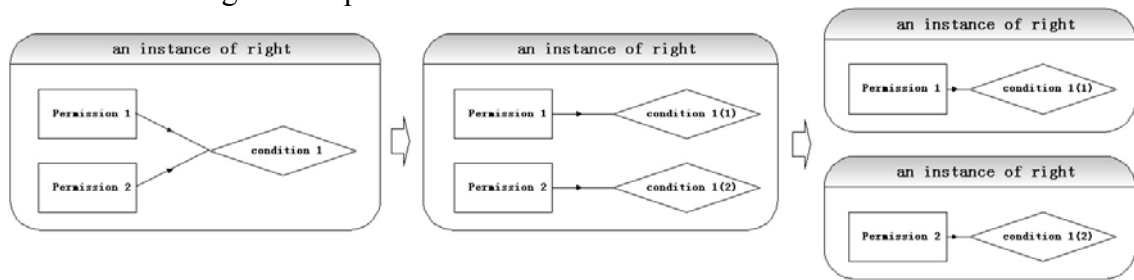 an instance of right
Permission 1
Permission 2
condition 1
an instance of right
Permission 1
condition 1(1)
Permission 2
condition 1(2)
an instance of right
Permission 1
condition 1(1)
an instance of right
Permission 2
condition 1(2)